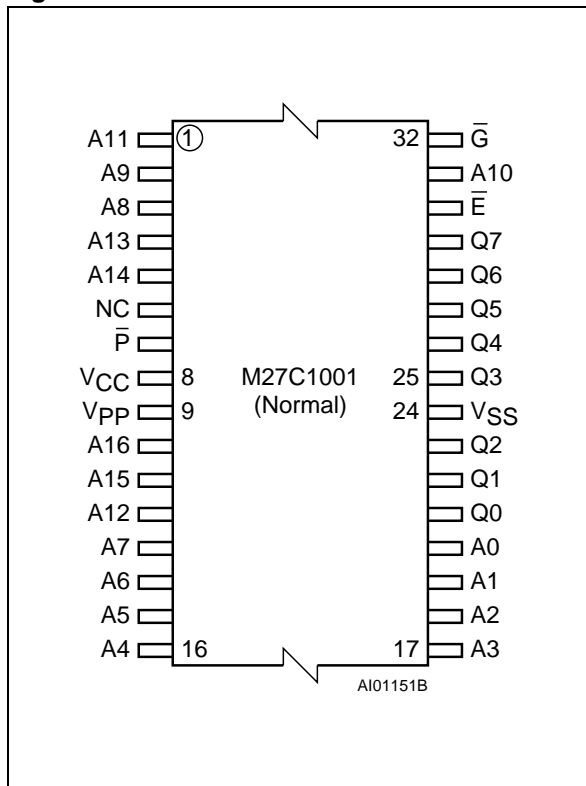 A11 1 32 G̅
A9 A10
A8 E̅
A13 Q7
A14 Q6
NC Q5
P̅ Q4
VCC 8 M27C1001 25 Q3
VPP 9 (Normal) 24 VSS
A16 Q2
A15 Q1
A12 Q0
A7 A0
A6 A1
A5 A2
A4 16 17 A3
AI01151B